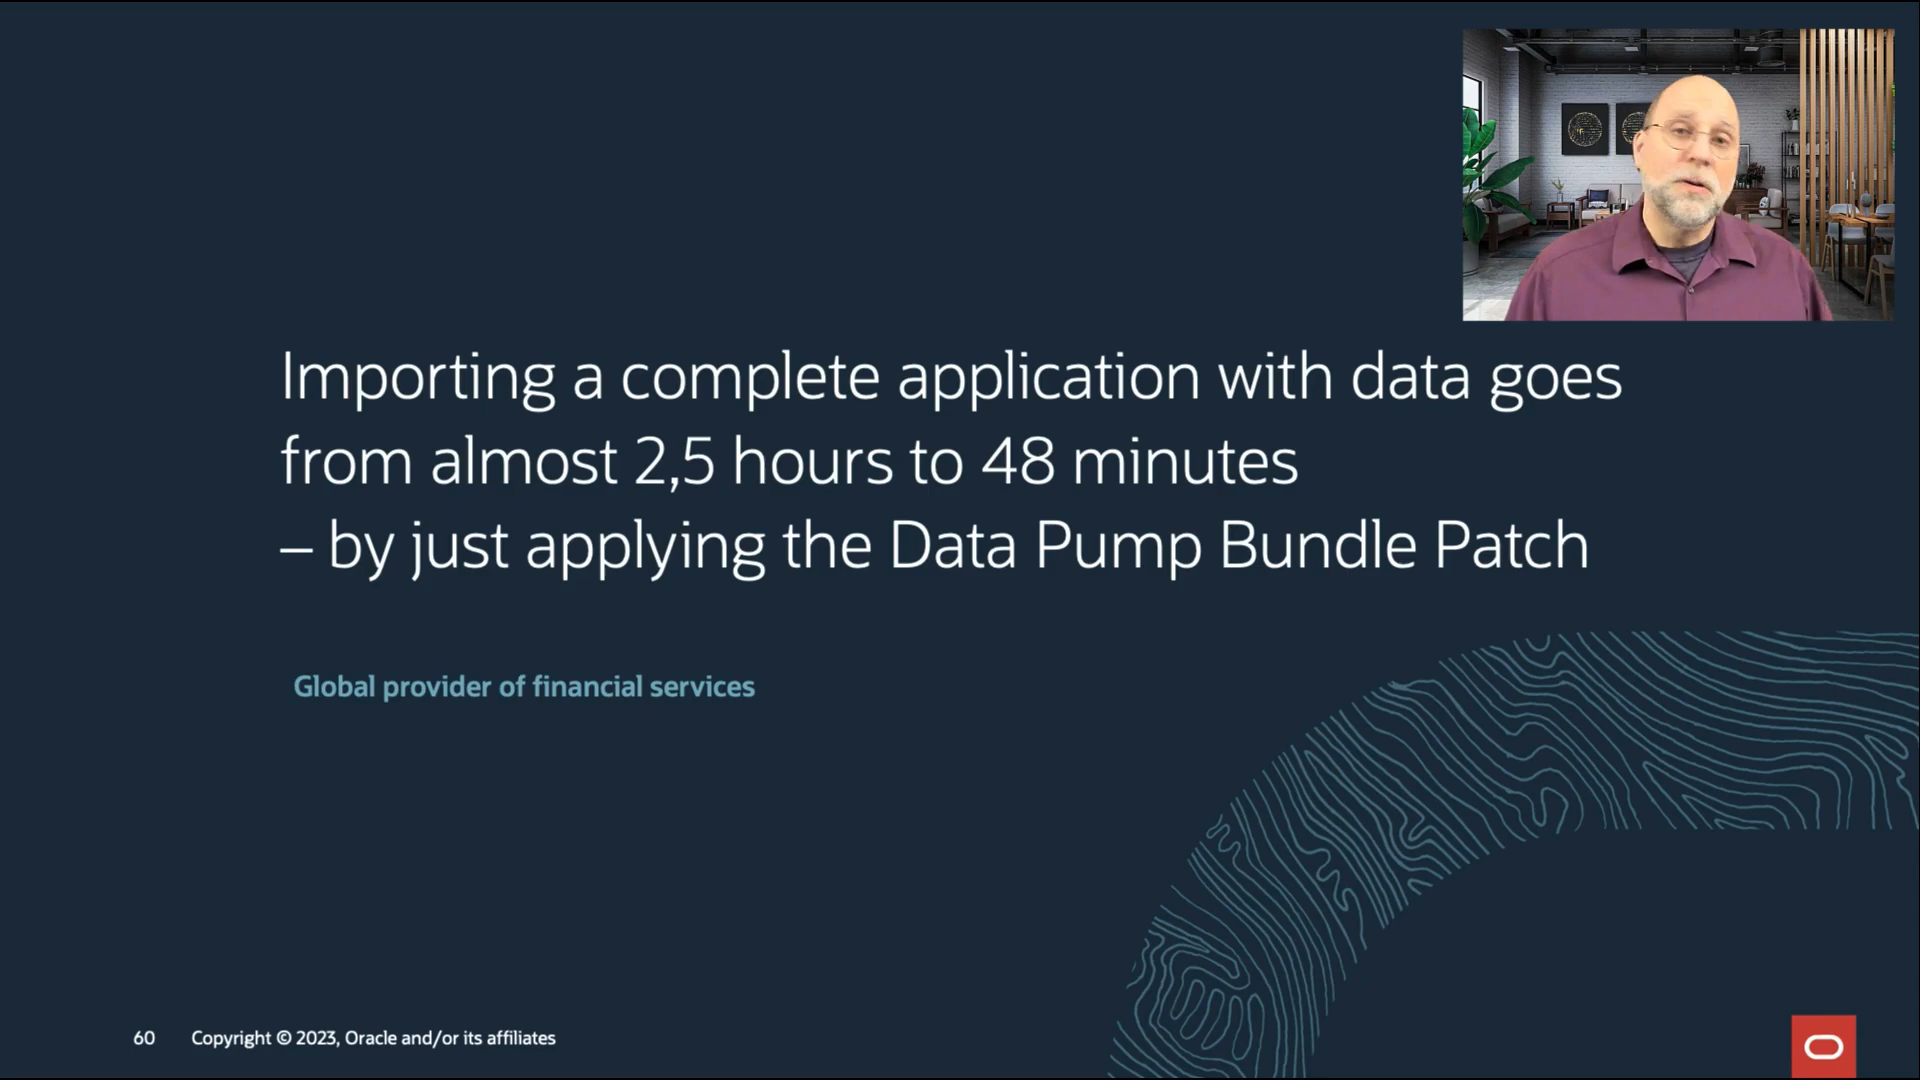 Importing a complete application with data goes
from almost 2,5 hours to 48 minutes
– by just applying the Data Pump Bundle Patch
Global provider of financial services
60 Copyright © 2023, Oracle and/or its affiliates